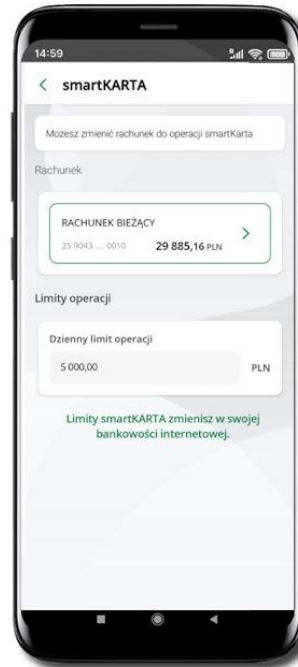 14:59
smartKARTA
Możesz zmienić rachunek do operacji smartKarta
Rachunek
RACHUNEK BIEŻĄCY
25 9043 .... 0010 29 885,16 PLN
Limity operacji
Dzienny limit operacji
5 000,00 PLN
Limity smartKARTA zmienisz w swojej
bankowości internetowej.